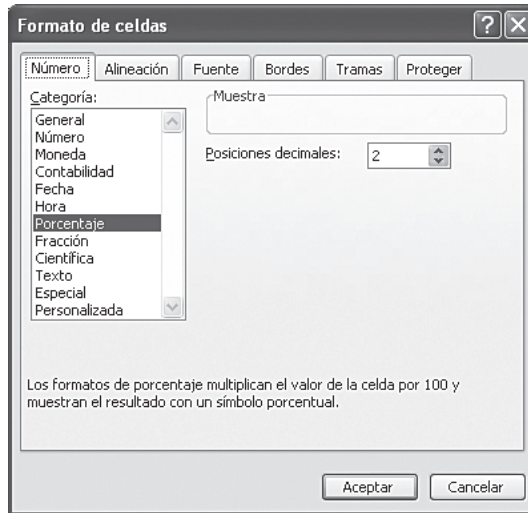 Formato de celdas
Número
Alineación
Fuente
Bordes
Tramas
Proteger
Categoría:
General
Número
Moneda
Contabilidad
Fecha
Hora
Porcentaje
Fracción
Científica
Texto
Especial
Personalizada
Muestra
Posiciones decimales: 2
Los formatos de porcentaje multiplican el valor de la celda por 100 y
muestran el resultado con un símbolo porcentual.
Aceptar
Cancelar